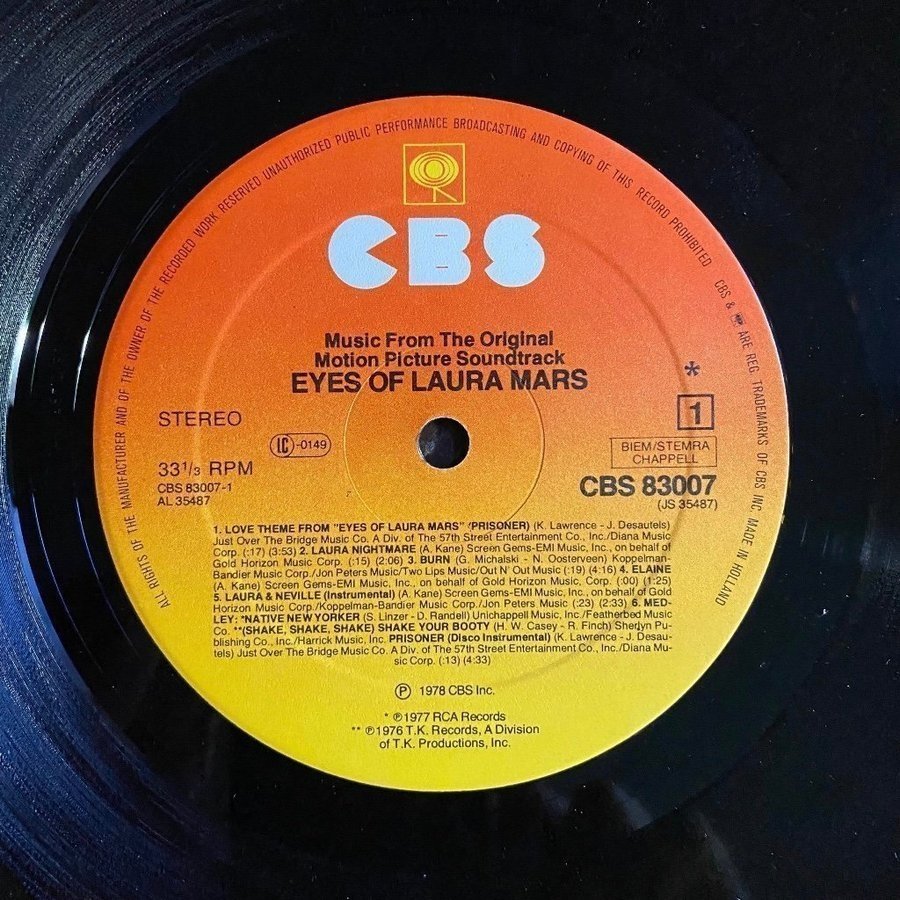 ALL RIGHTS OF THE MANUFACTURER AND OF THE OWNER OF THE RECORDED WORK RESERVED UNAUTHORIZED PUBLIC PERFORMANCE BROADCASTING AND COPYING OF THIS RECORD PROHIBITED CBS & ARE REG. TRADEMARKS OF CBS INC. MADE IN HOLLAND
CBS
Music From The Original
Motion Picture Soundtrack
EYES OF LAURA MARS
*
STEREO
1
LC -0149
BIEM/STEMRA
CHAPPELL
33 1/3 RPM
CBS 83007-1
AL 35487
CBS 83007
(JS 35487)
1. LOVE THEME FROM "EYES OF LAURA MARS" (PRISONER) (K. Lawrence - J. Desautels)
Just Over The Bridge Music Co. A Div. of The 57th Street Entertainment Co., Inc./Diana Music
Corp. (:17) (3:53) 2. LAURA NIGHTMARE (A. Kane) Screen Gems-EMI Music, Inc., on behalf of
Gold Horizon Music Corp. (:15) (2:06) 3. BURN (G. Michalski - N. Oosterveen) Koppelman-
Bandier Music Corp./Jon Peters Music/Two Lips Music/Out N' Out Music (:19) (4:16) 4. ELAINE
(A. Kane) Screen Gems-EMI Music, Inc., on behalf of Gold Horizon Music, Corp. (:00) (1:25)
5. LAURA & NEVILLE (Instrumental) (A. Kane) Screen Gems-EMI Music, Inc., on behalf of Gold
Horizon Music Corp./Koppelman-Bandier Music Corp./Jon Peters Music (:23) (2:33) 6. MED-
LEY: *NATIVE NEW YORKER (S. Linzer - D. Randell) Unichappell Music, Inc./Featherbed Music
Co. **(SHAKE, SHAKE, SHAKE) SHAKE YOUR BOOTY (H. W. Casey - R. Finch) Sherlyn Pu-
blishing Co., Inc./Harrick Music, Inc. PRISONER (Disco Instrumental) (K. Lawrence - J. Desau-
tels) Just Over The Bridge Music Co. A Div. of The 57th Street Entertainment Co., Inc./Diana Mu-
sic Corp. (:13) (4:33)
Ⓟ 1978 CBS Inc.
* Ⓟ1977 RCA Records
** Ⓟ1976 T.K. Records, A Division
of T.K. Productions, Inc.